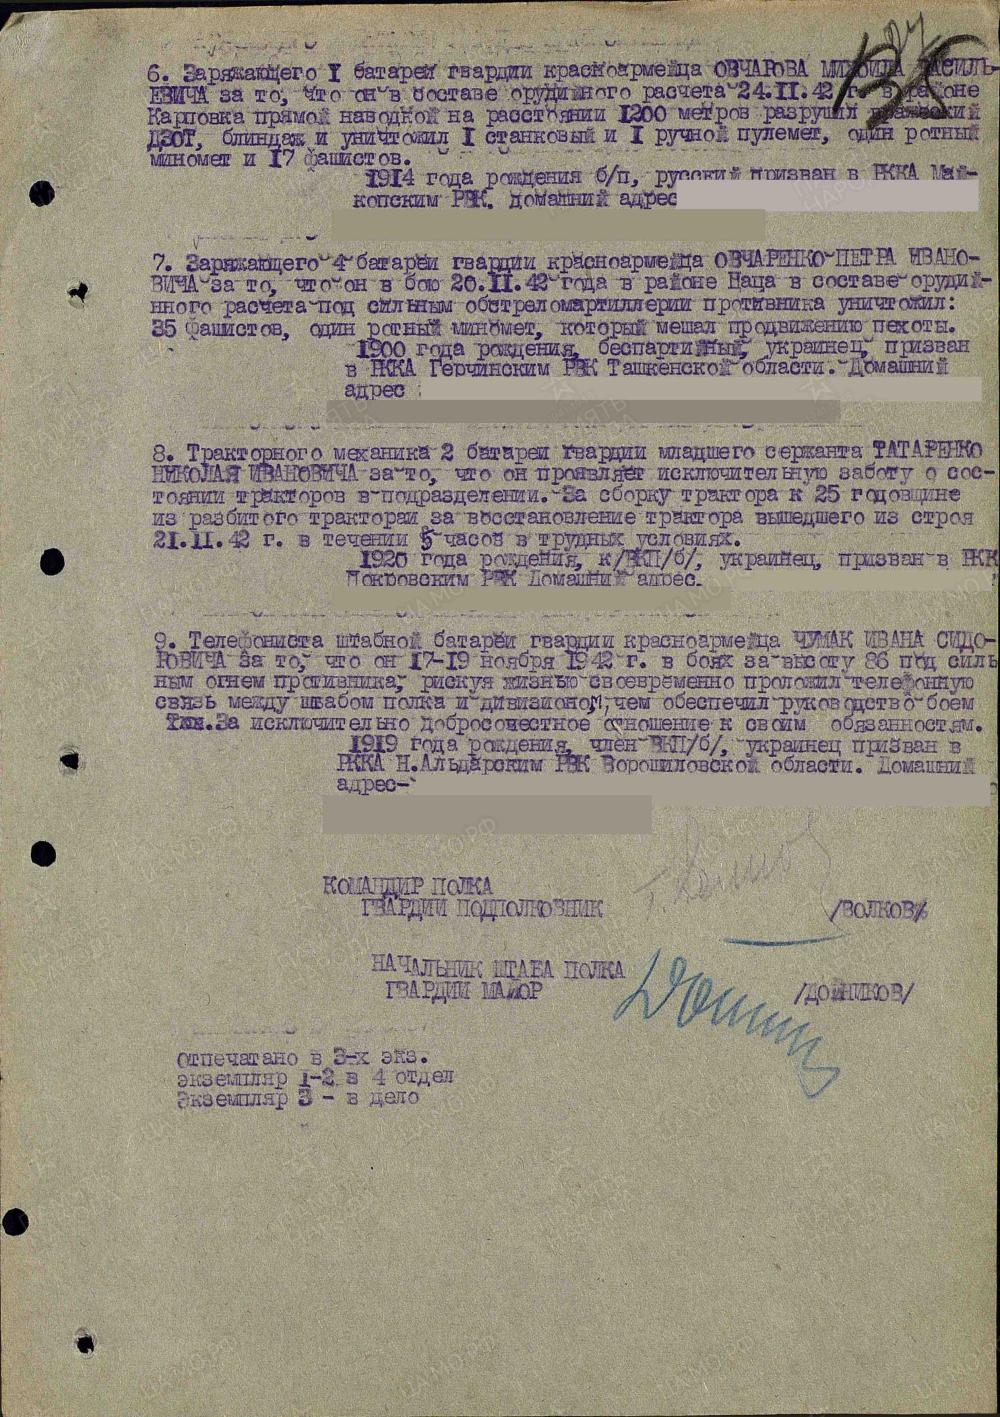 6. Заряжающего I батареи гвардии красноармейца ОВЧАРОВА МИХАИЛА ВАСИЛЬ-
ЕВИЧА за то, что он в составе орудийного расчета 24.II.42 г. в районе
Карповка прямой наводкой на расстоянии 1200 метров разрушил вражеский
ДЗОТ, блиндаж и уничтожил I станковый и I ручной пулемет, один ротный
миномет и 17 фашистов.
1914 года рождения б/п, русский призван в РККА Май-
копским РВК. домашний адрес
7. Заряжающего 4 батареи гвардии красноармейца ОВЧАРЕНКО ПЕТРА ИВАНО-
ВИЧА за то, что он в бою 20.II.42 года в районе Цаца в составе орудий-
нного расчета под сильным обстреломартиллерии противника уничтожил:
35 фашистов, один ротный миномет, который мешал продвижению пехоты.
1900 года рождения, беспартийный, украинец, призван
в РККА Герчинским РВК Ташкенской области. Домашний
адрес
8. Тракторного механика 2 батареи гвардии младшего сержанта ТАТАРЕНКО
НИКОЛАЯ ИВАНОВИЧА за то, что он проявляет исключительную заботу о сос-
тоянии тракторов в подразделении. За сборку трактора к 25 годовщине
из разбитого трактораи за восстановление трактора вышедшего из строя
21.II.42 г. в течении 5 часов в трудных условиях.
1920 года рождения, к/ВКП/б/, украинец, призван в РКК
Покровским РВК Домашний адрес.
9. Телефониста штабной батареи гвардии красноармейца ЧУМАК ИВАНА СИДО-
РОВИЧА за то, что он 17-19 ноября 1942 г. в боях за высоту 86 под силь
ным огнем противника, рискуя жизнью своевременно проложил телефонную
связь между штабом полка и дивизионом, чем обеспечил руководство боем
За исключительно добросовестное отношение к своим обязанностям.
1919 года рождения, член ВКП/б/, украинец призван в
РККА Н.Альдарским РВК Ворошиловской области. Домашний
адрес-
КОМАНДИР ПОЛКА
ГВАРДИИ ПОДПОЛКОВНИК /ВОЛКОВ/
НАЧАЛЬНИК ШТАБА ПОЛКА
ГВАРДИИ МАЙОР /ДОЙНИКОВ/
отпечатано в 3-х экз.
экземпляр 1-2 в 4 отдел
Экземпляр 3 - в дело